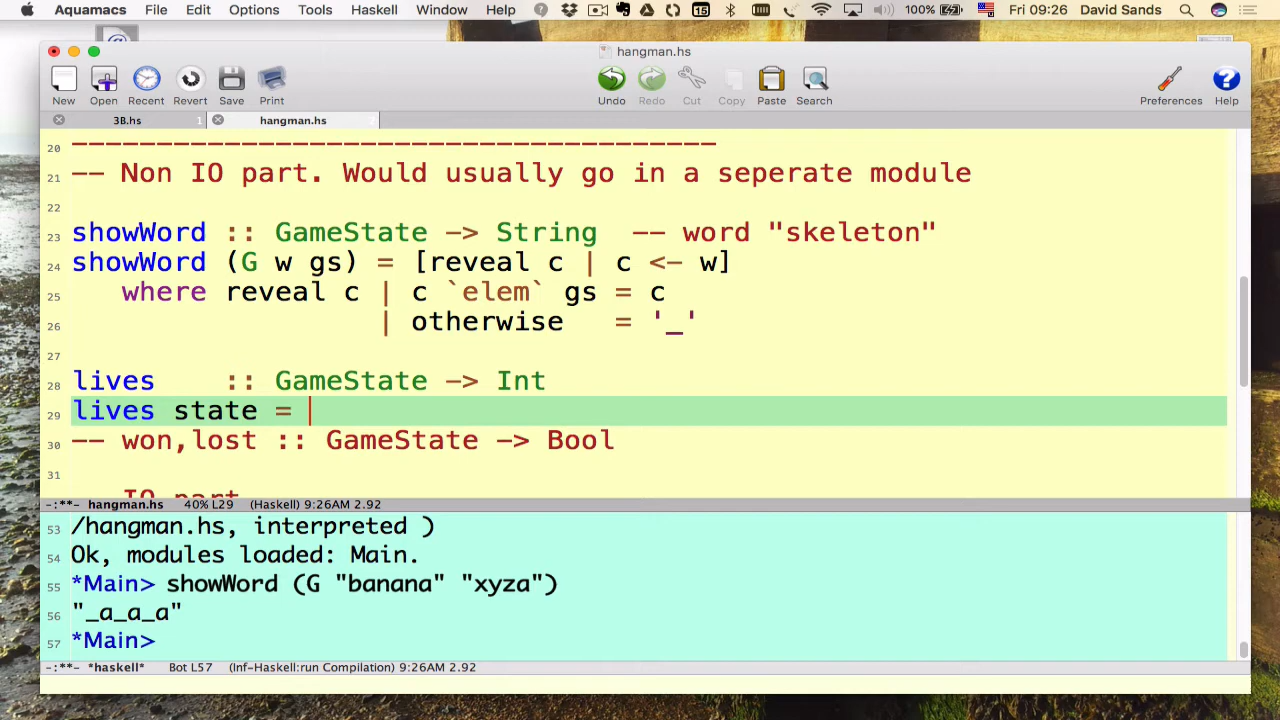 Aquamacs File Edit Options Tools Haskell Window Help 15 100% Fri 09:26 David Sands
hangman.hs
New Open Recent Revert Save Print Undo Redo Cut Copy Paste Search Preferences Help
3B.hs 1 hangman.hs 2
20 --------------------------------------
21 -- Non IO part. Would usually go in a seperate module
22
23 showWord :: GameState -> String -- word "skeleton"
24 showWord (G w gs) = [reveal c | c <- w]
25 where reveal c | c `elem` gs = c
26 | otherwise = '_'
27
28 lives :: GameState -> Int
29 lives state =
30 -- won,lost :: GameState -> Bool
31
IO part
-:**- hangman.hs 40% L29 (Haskell) 9:26AM 2.92
53 /hangman.hs, interpreted )
54 Ok, modules loaded: Main.
55 *Main> showWord (G "banana" "xyza")
56 "_a_a_a"
57 *Main>
-:**- *haskell* Bot L57 (Inf-Haskell:run Compilation) 9:26AM 2.92